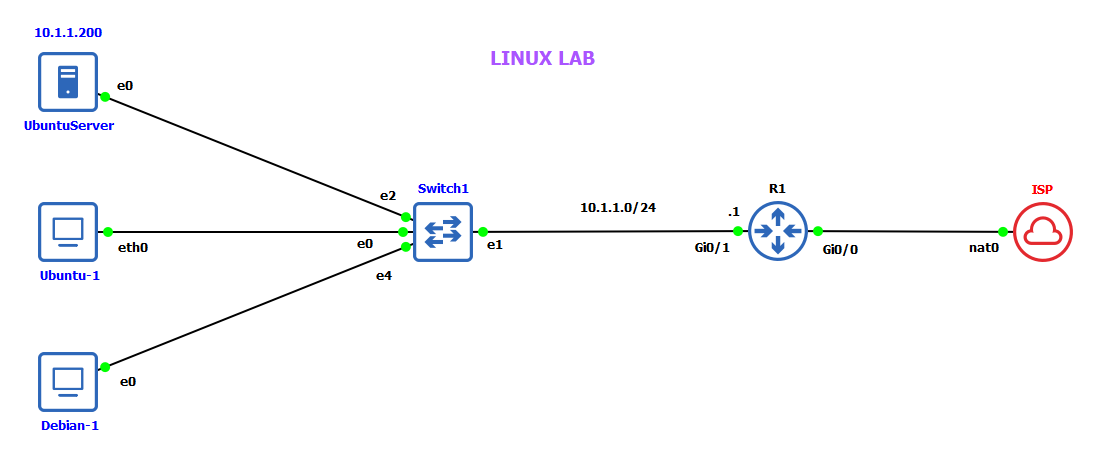 10.1.1.200
LINUX LAB
e0
UbuntuServer
e2
Switch1
10.1.1.0/24
R1
ISP
.1
eth0
e0
e1
Gi0/1
Gi0/0
nat0
Ubuntu-1
e4
e0
Debian-1